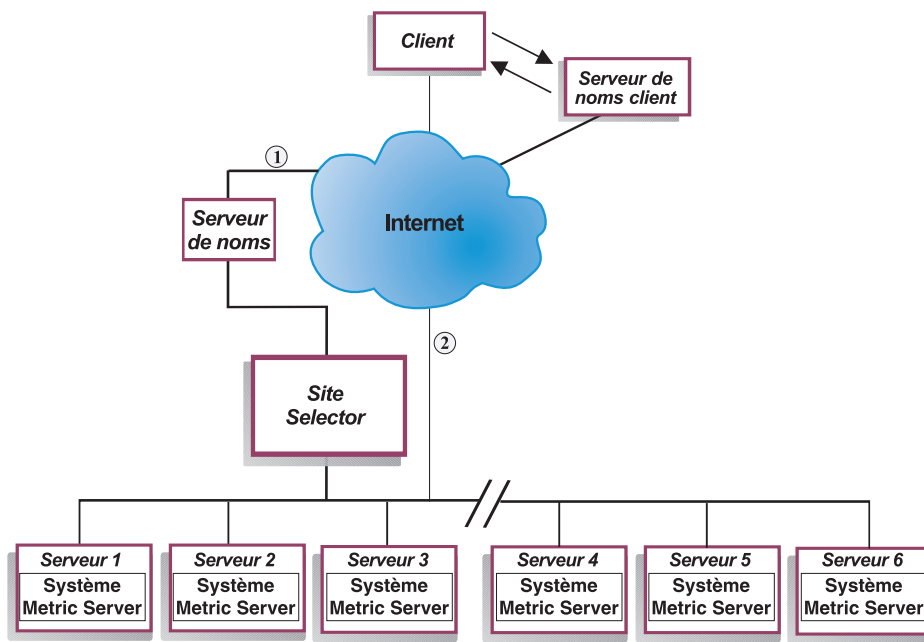 Client
Serveur de
noms client
①
Serveur
de noms
Internet
②
Site
Selector
Serveur 1
Système
Metric Server
Serveur 2
Système
Metric Server
Serveur 3
Système
Metric Server
Serveur 4
Système
Metric Server
Serveur 5
Système
Metric Server
Serveur 6
Système
Metric Server